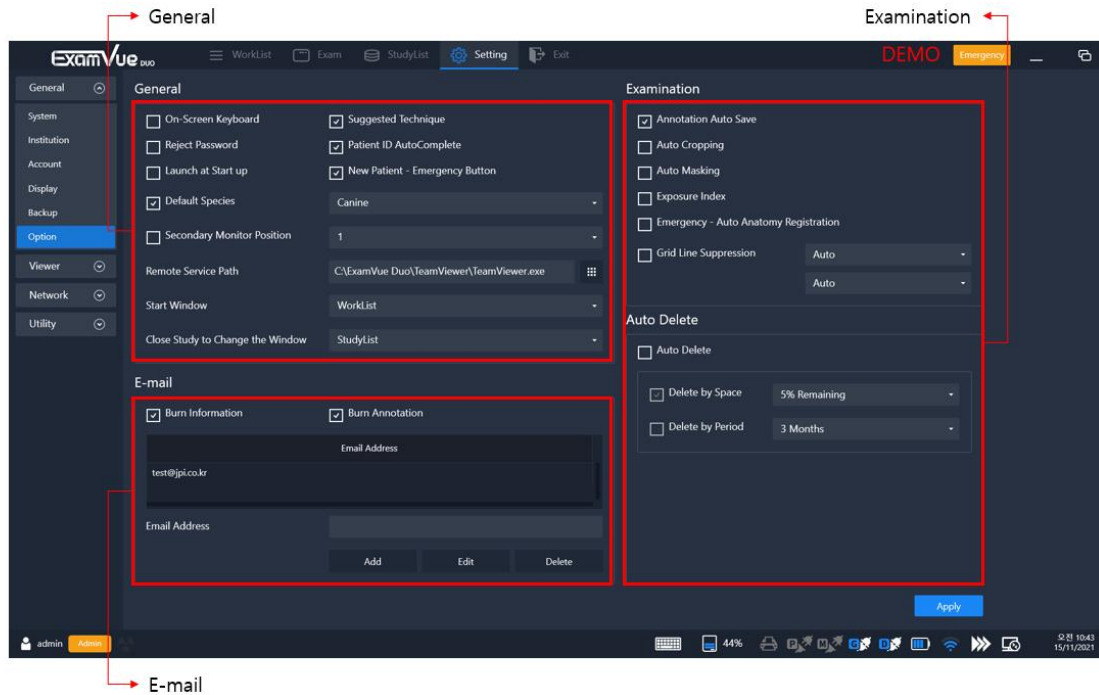 General
Examination
ExamVue DUO
WorkList
Exam
StudyList
Setting
Exit
DEMO
Emergency
General
System
Institution
Account
Display
Backup
Option
Viewer
Network
Utility
General
On-Screen Keyboard
Suggested Technique
Reject Password
Patient ID AutoComplete
Launch at Start up
New Patient - Emergency Button
Default Species
Canine
Secondary Monitor Position
1
Remote Service Path
C:\ExamVue Duo\TeamViewer\TeamViewer.exe
Start Window
WorkList
Close Study to Change the Window
StudyList
E-mail
Burn Information
Burn Annotation
Email Address
test@jpi.co.kr
Email Address
Add
Edit
Delete
Examination
Annotation Auto Save
Auto Cropping
Auto Masking
Exposure Index
Emergency - Auto Anatomy Registration
Grid Line Suppression
Auto
Auto
Auto Delete
Auto Delete
Delete by Space
5% Remaining
Delete by Period
3 Months
Apply
admin
Admin
44%
P
M
G
D
오전 10:43
15/11/2021
E-mail